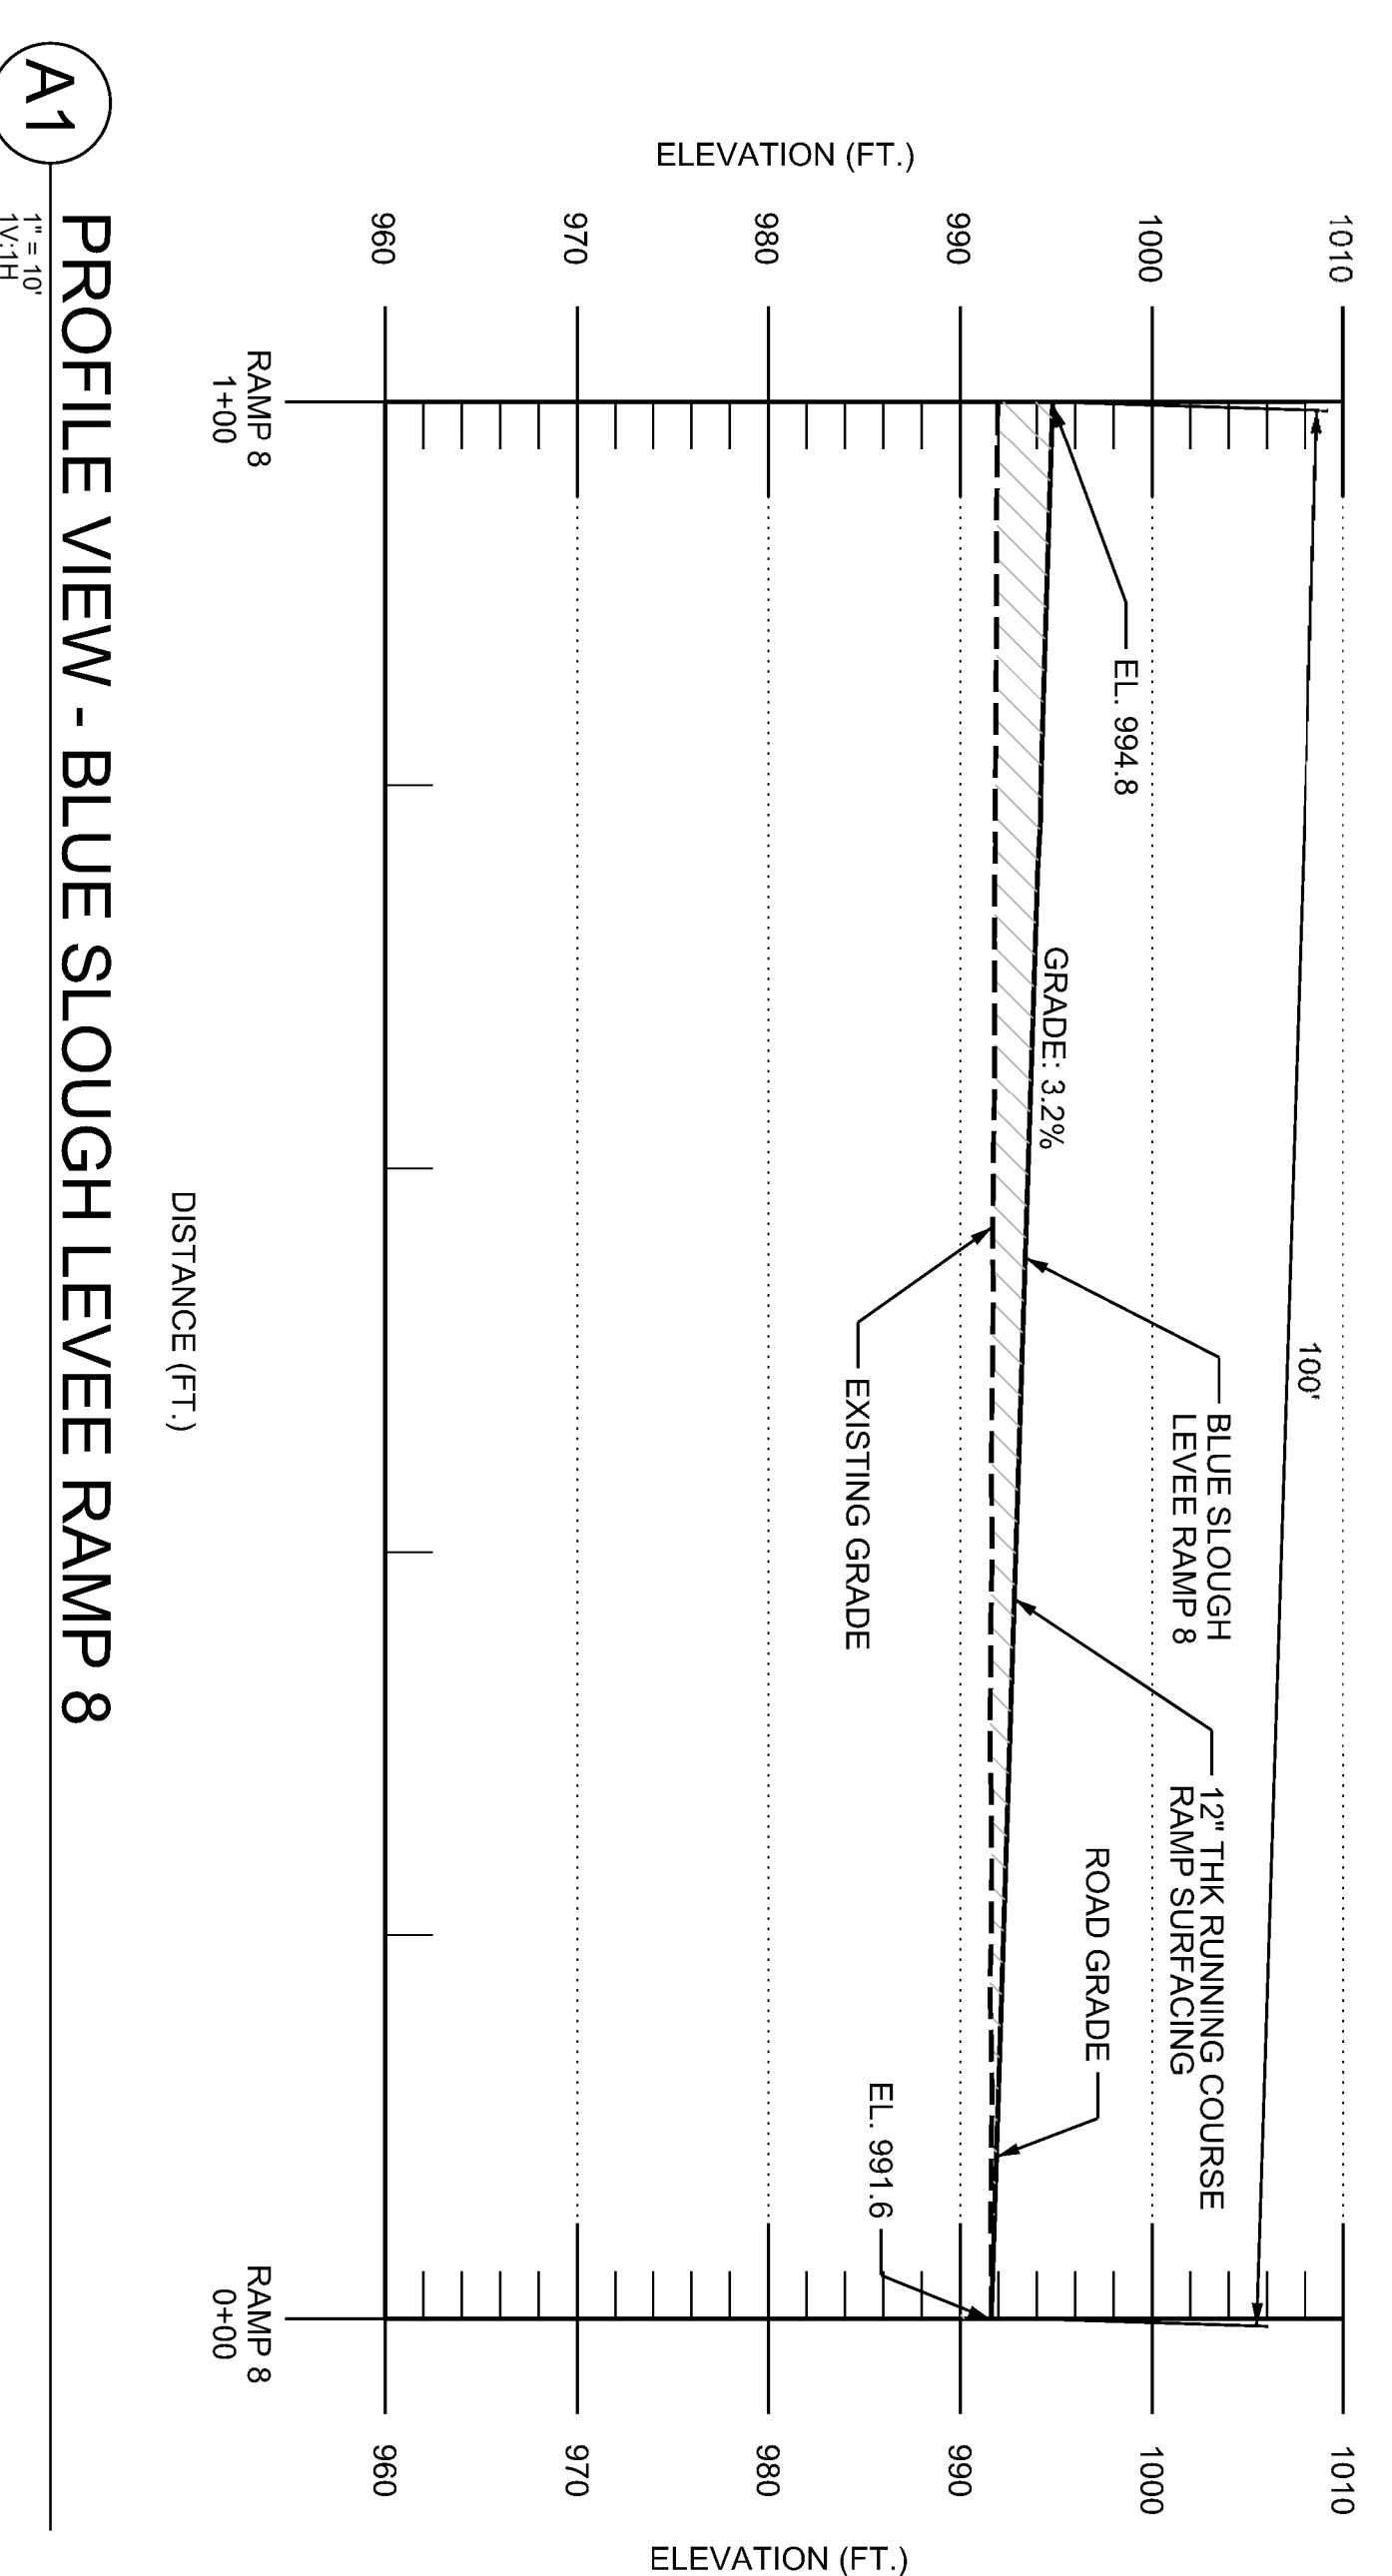 ELEVATION (FT.)
1010
1000
990
980
970
960
100'
EL. 994.8
GRADE: 3.2%
BLUE SLOUGH
LEVEE RAMP 8
12" THK RUNNING COURSE
RAMP SURFACING
ROAD GRADE
EXISTING GRADE
EL. 991.6
1010
1000
990
980
970
960
ELEVATION (FT.)
RAMP 8
1+00
RAMP 8
0+00
DISTANCE (FT.)
A1
PROFILE VIEW - BLUE SLOUGH LEVEE RAMP 8
1" = 10'
1V:1H